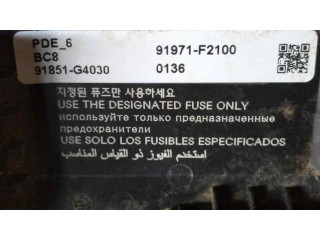 PDE_6 91971-F2100
BC8
91851-G4030 0136
지정된 퓨즈만 사용하세요
USE THE DESIGNATED FUSE ONLY
используйте только предназначенные
предохранители
USE SOLO LOS FUSIBLES ESPECIFICADOS
استخدم الفيوز ذو القياس المناسب